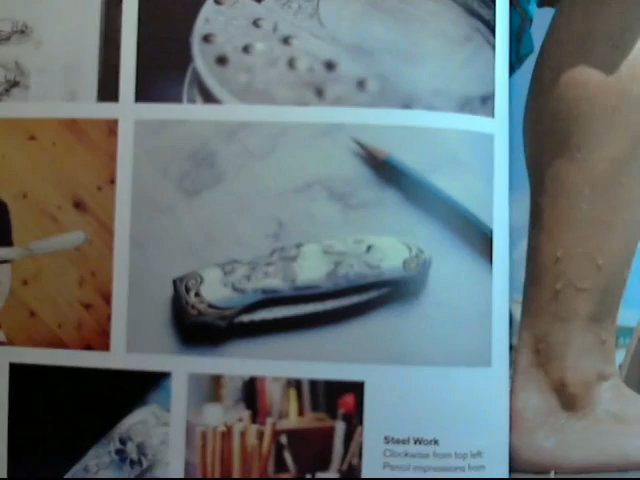 Steel Work
Clockwise from top left:
Pencil impressions from